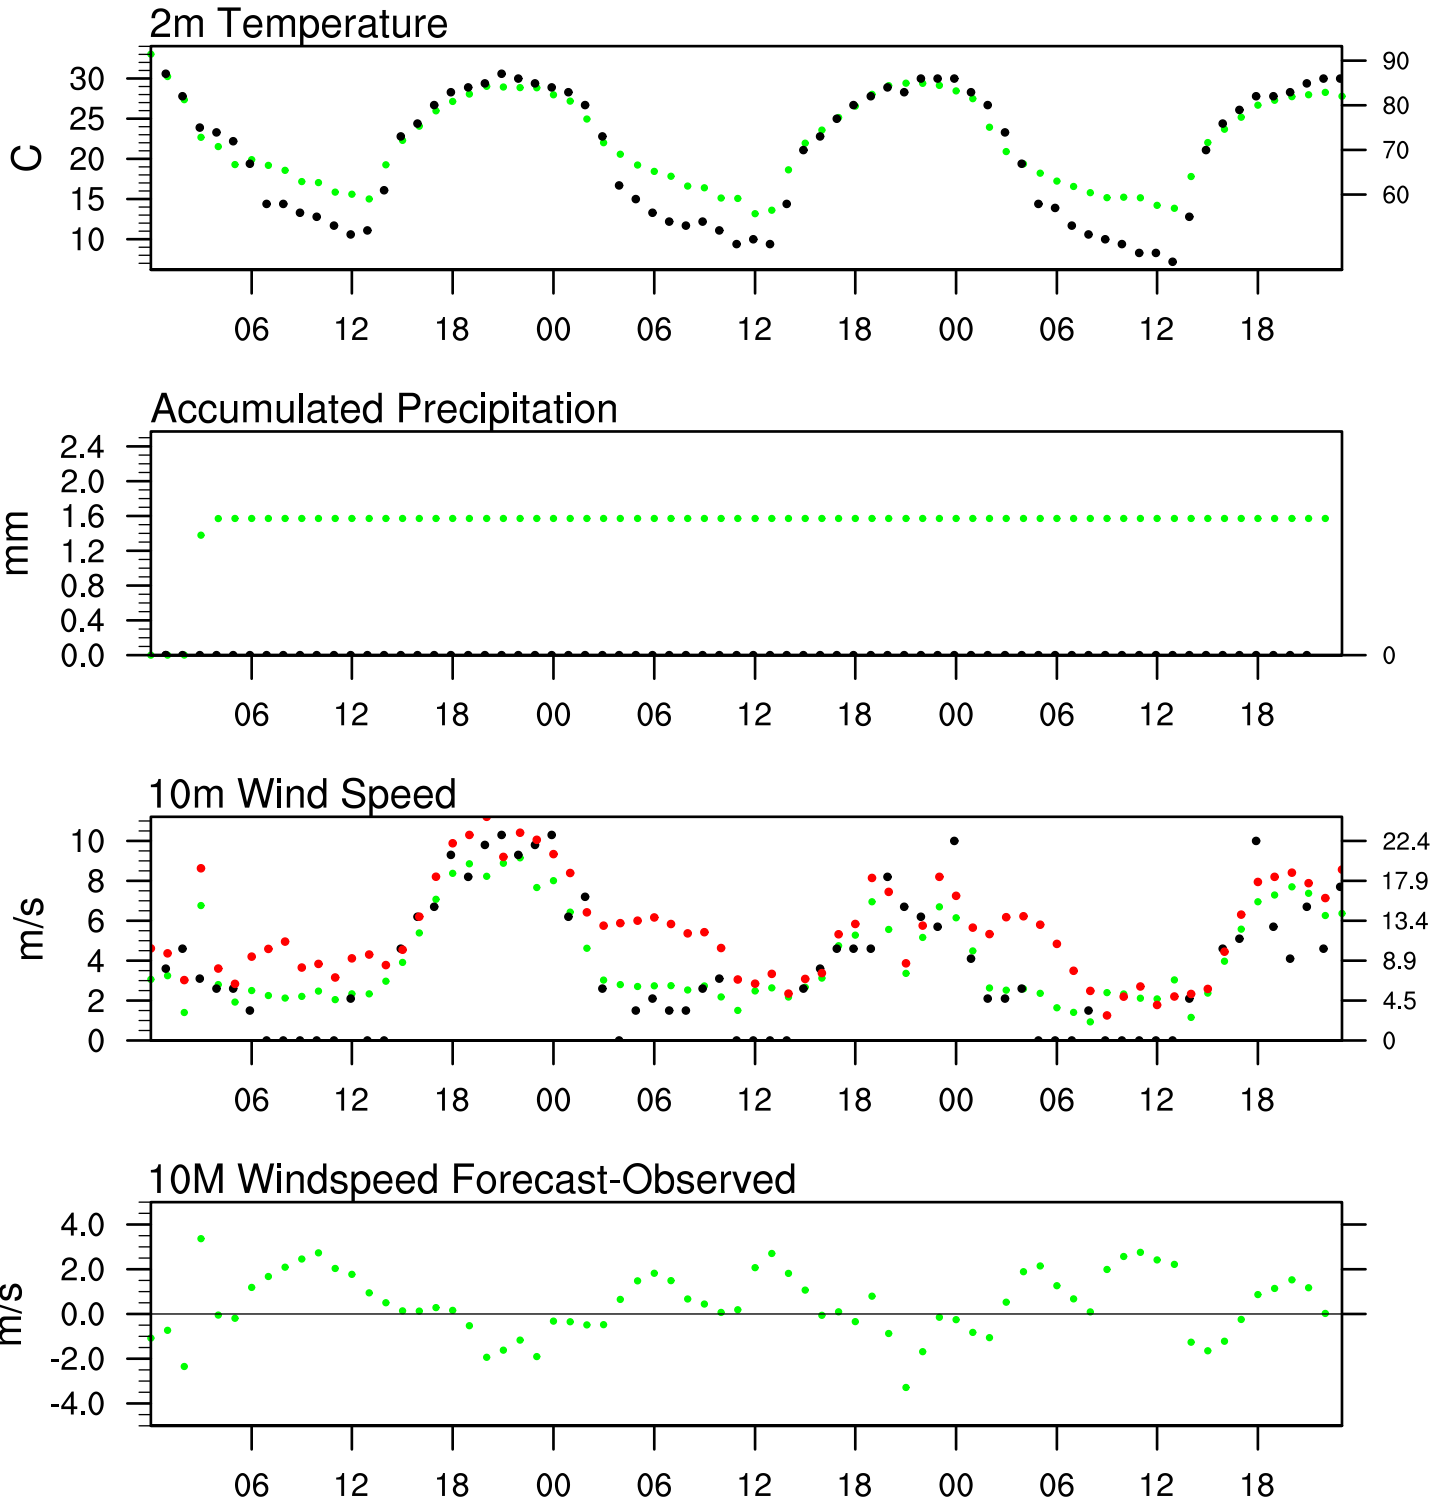 2m Temperature
C
30
25
20
15
10
90
80
70
60
06 12 18 00 06 12 18 00 06 12 18
Accumulated Precipitation
mm
2.4
2.0
1.6
1.2
0.8
0.4
0.0
0
06 12 18 00 06 12 18 00 06 12 18
10m Wind Speed
m/s
10
8
6
4
2
0
22.4
17.9
13.4
8.9
4.5
0
06 12 18 00 06 12 18 00 06 12 18
10M Windspeed Forecast-Observed
m/s
4.0
2.0
0.0
-2.0
-4.0
06 12 18 00 06 12 18 00 06 12 18